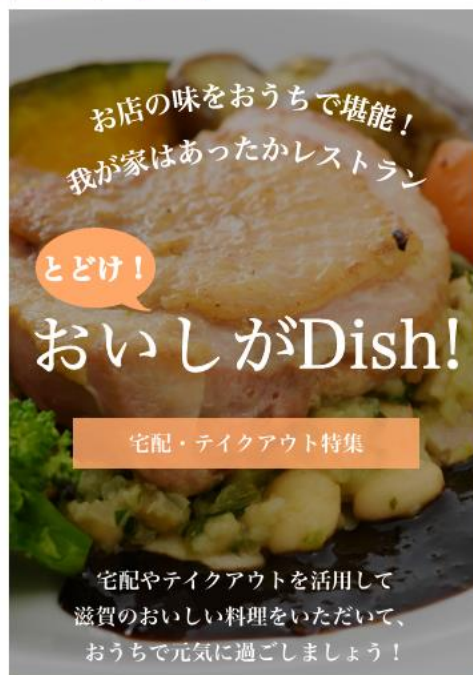 お店の味をおうちで堪能！
我が家はあったかレストラン
とどけ！
おいしがDish!
宅配・テイクアウト特集
宅配やテイクアウトを活用して
滋賀のおいしい料理をいただいて、
おうちで元気に過ごしましょう！